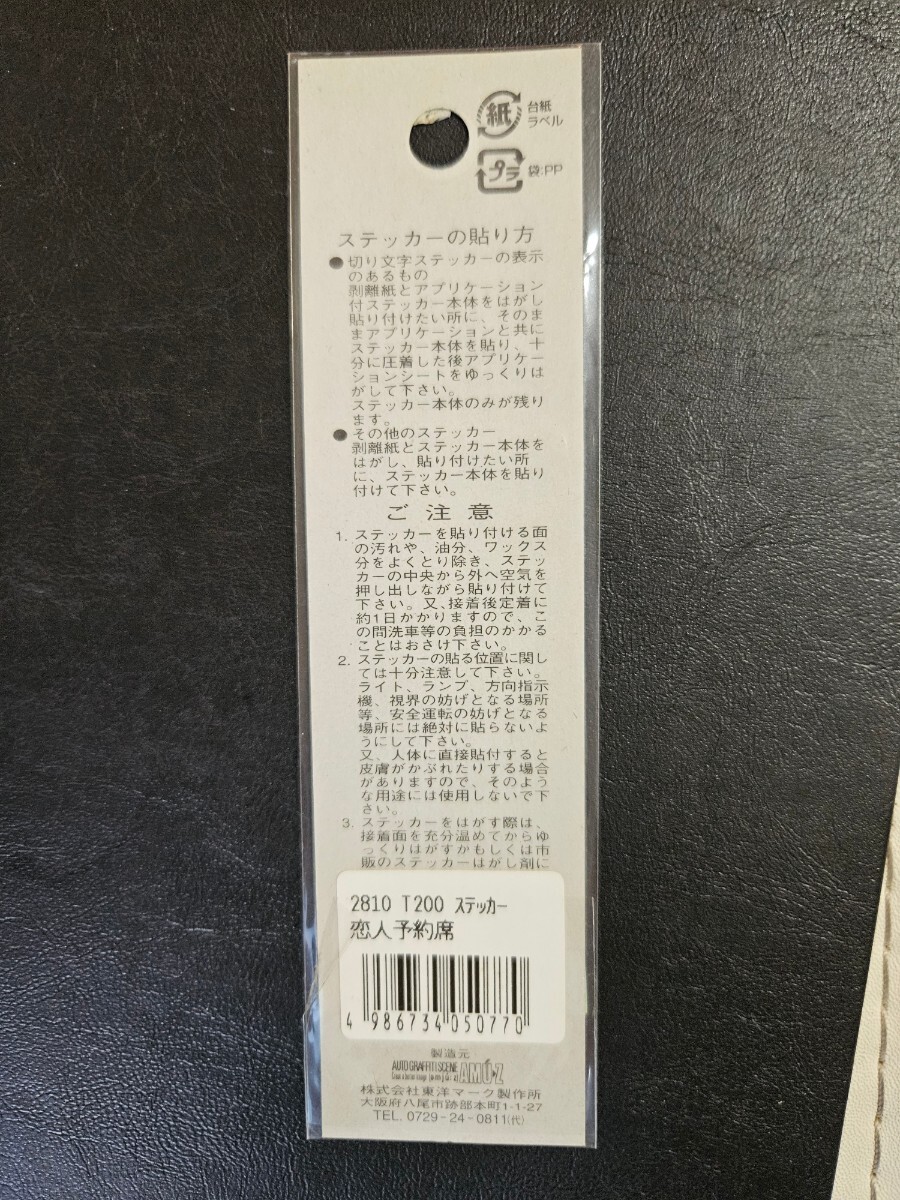 紙
台紙
ラベル
プラ
袋:PP
ステッカーの貼り方
●切り文字ステッカーの表示
のあるもの
剥離紙とアプリケーション
付ステッカー本体をはがし
貼り付けたい所に、そのま
まアプリケーションと共に
ステッカー本体を貼り、十
分に圧着した後アプリケー
ションシートをゆっくりは
がして下さい。
ステッカー本体のみが残り
ます。
●その他のステッカー
剥離紙とステッカー本体を
はがし、貼り付けたい所
に、ステッカー本体を貼り
付けて下さい。
ご注意
1. ステッカーを貼り付ける面
の汚れや、油分、ワックス
分をよくとり除き、ステッ
カーの中央から外へ空気を
押し出しながら貼り付けて
下さい。又、接着後定着に
約1日かかりますので、こ
の間洗車等の負担のかかる
ことはおさけ下さい。
2. ステッカーの貼る位置に関し
ては十分注意して下さい。
ライト、ランプ、方向指示
機、視界の妨げとなる場所
等、安全運転の妨げとなる
場所には絶対に貼らないよ
うにして下さい。
又、人体に直接貼付すると
皮膚がかぶれたりする場合
がありますので、そのよう
な用途には使用しないで下
さい。
3. ステッカーをはがす際は、
接着面を充分温めてからゆ
っくりはがすかもしくは市
販のステッカーはがし剤に
2810 T200 ステッカー
恋人予約席
4 986734 050770
製造元
AUTO GRAFFITI SCENE
AMÚ•Z
株式会社東洋マーク製作所
大阪府八尾市跡部本町1-1-27
TEL. 0729-24-0811(代)